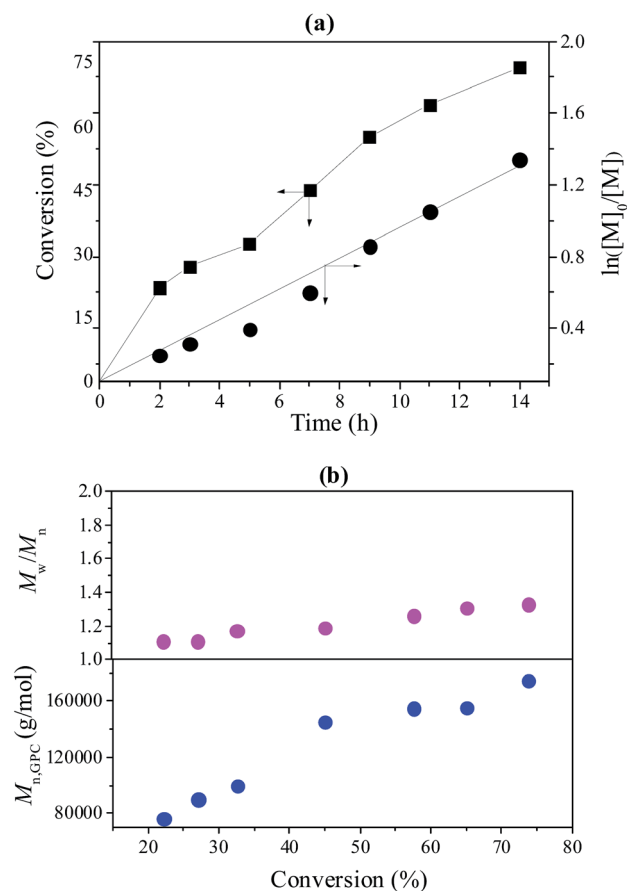 (a)
Conversion (%)
75
60
45
30
15
0
2.0
1.6
1.2
0.8
0.4
ln([M]0/[M])
0 2 4 6 8 10 12 14
Time (h)
(b)
Mw/Mn
2.0
1.8
1.6
1.4
1.2
1.0
Mn,GPC (g/mol)
160000
120000
80000
20 30 40 50 60 70 80
Conversion (%)